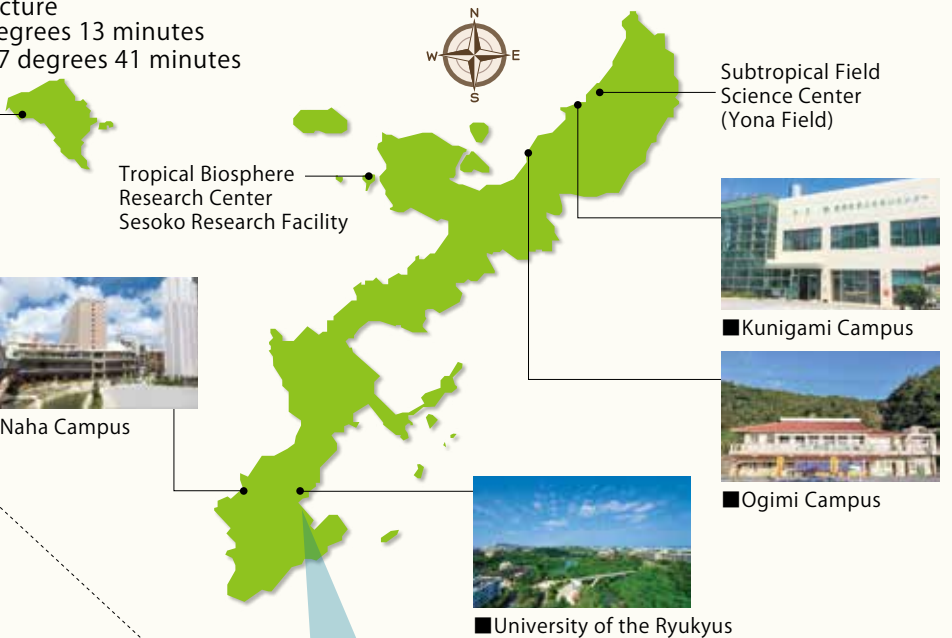 cture
egrees 13 minutes
7 degrees 41 minutes
N
W
E
S
Subtropical Field
Science Center
(Yona Field)
Tropical Biosphere
Research Center
Sesoko Research Facility
■Kunigami Campus
Naha Campus
■Ogimi Campus
■University of the Ryukyus